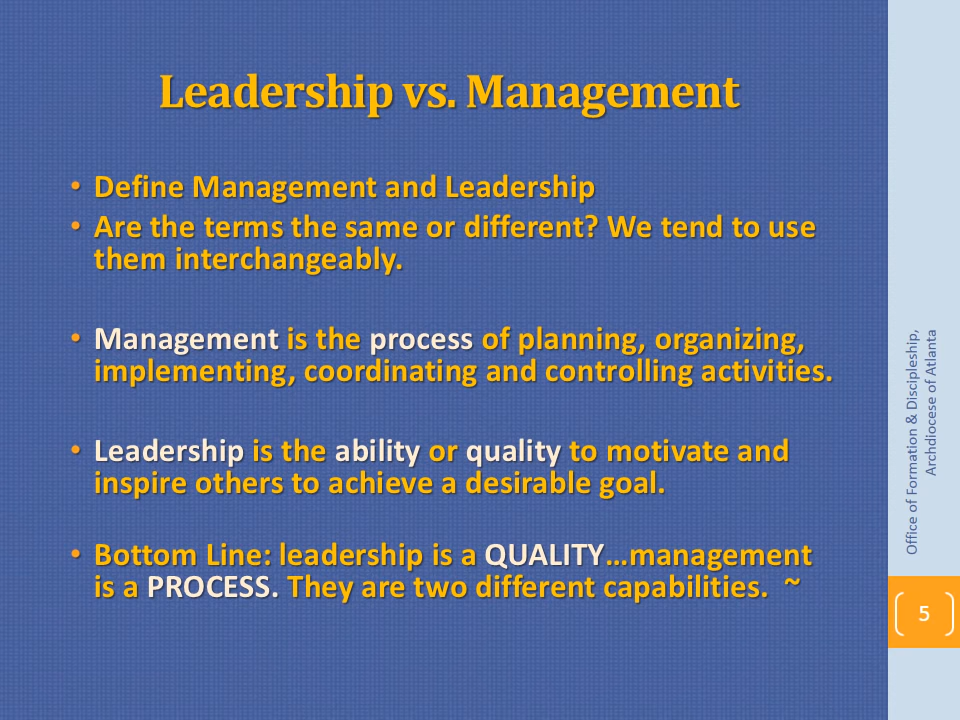 Leadership vs. Management
• Define Management and Leadership
• Are the terms the same or different? We tend to use
them interchangeably.
• Management is the process of planning, organizing,
implementing, coordinating and controlling activities.
• Leadership is the ability or quality to motivate and
inspire others to achieve a desirable goal.
• Bottom Line: leadership is a QUALITY…management
is a PROCESS. They are two different capabilities. ~
Office of Formation & Discipleship,
Archdiocese of Atlanta
5